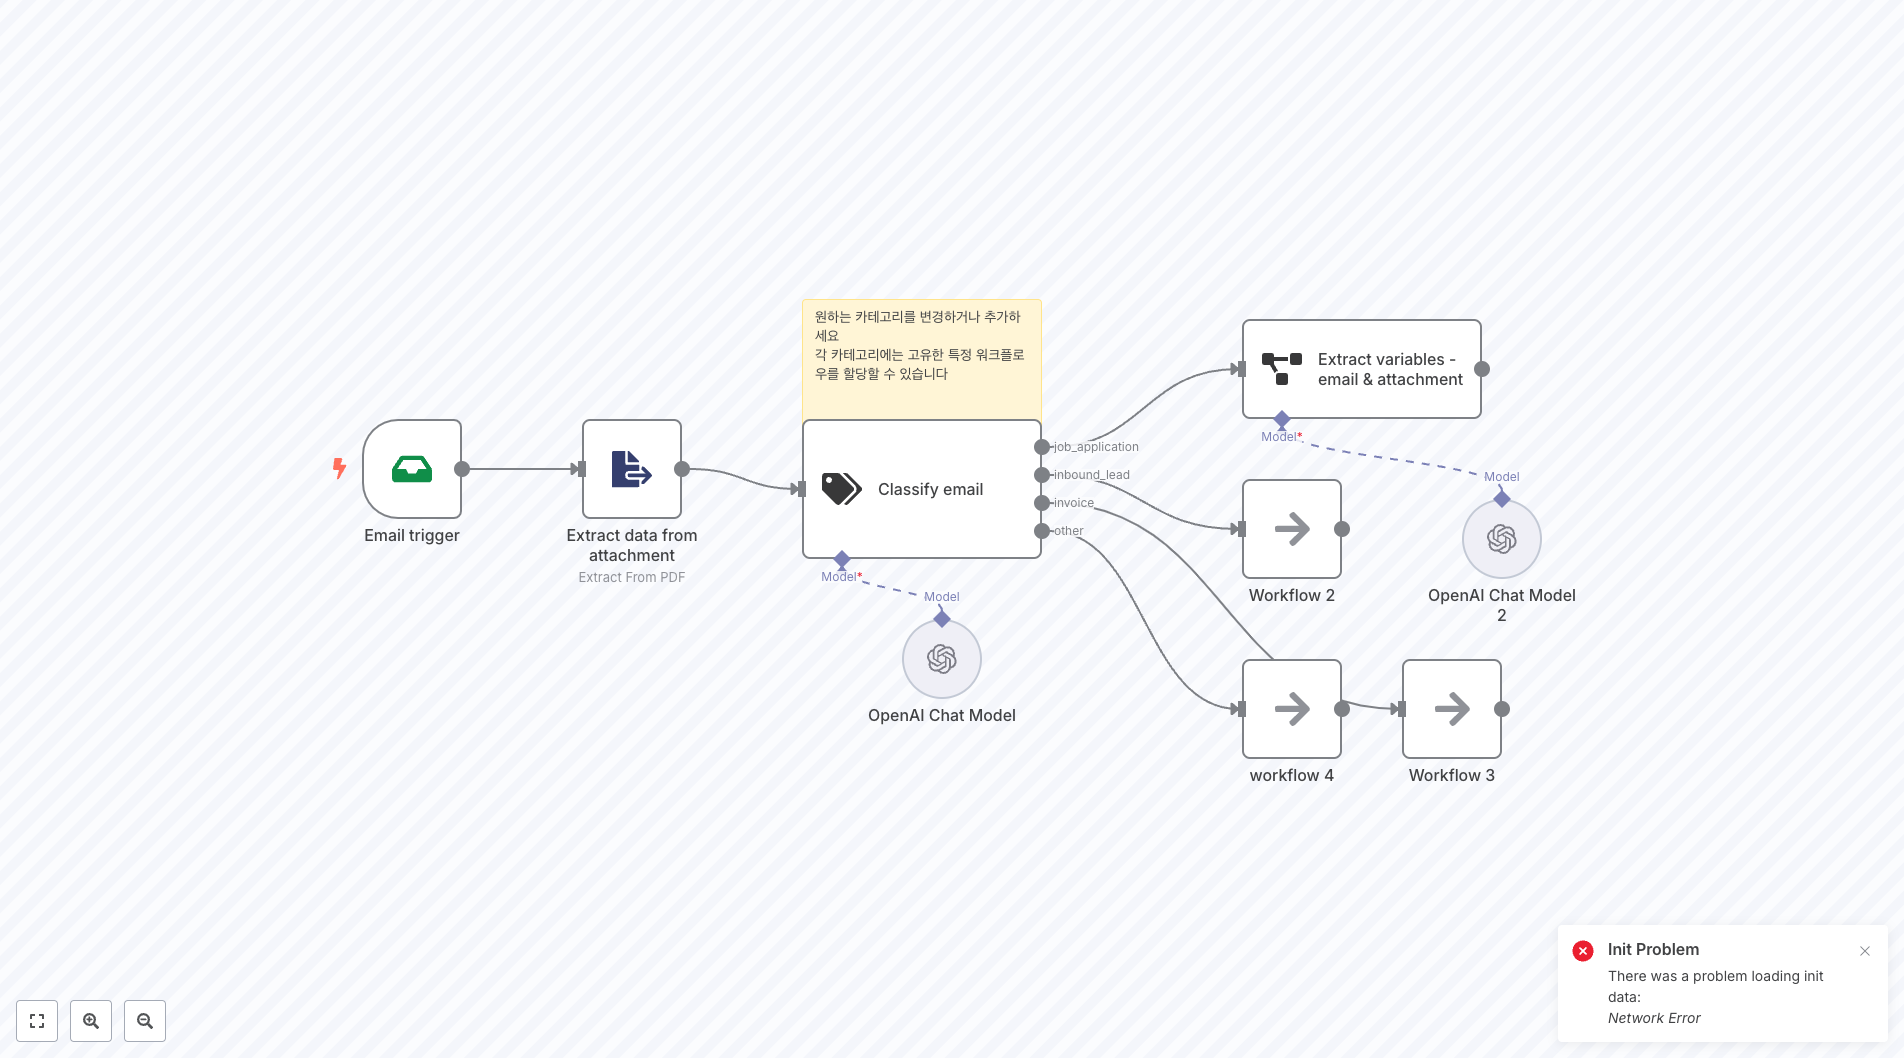 원하는 카테고리를 변경하거나 추가하
세요
각 카테고리에는 고유한 특정 워크플로
우를 할당할 수 있습니다
Email trigger
Extract data from
attachment
Extract From PDF
Classify email
job_application
inbound_lead
invoice
other
Model*
Model
OpenAI Chat Model
Extract variables -
email & attachment
Model*
Model
OpenAI Chat Model
2
Workflow 2
workflow 4
Workflow 3
Init Problem
There was a problem loading init
data:
Network Error